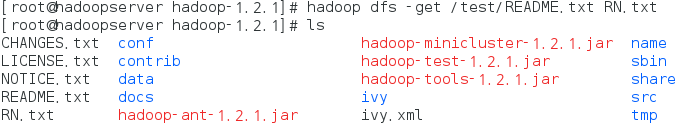 [root@hadoopserver hadoop-1.2.1]# hadoop dfs -get /test/README.txt RN.txt
[root@hadoopserver hadoop-1.2.1]# ls
CHANGES.txt conf hadoop-minicluster-1.2.1.jar name
LICENSE.txt contrib hadoop-test-1.2.1.jar sbin
NOTICE.txt data hadoop-tools-1.2.1.jar share
README.txt docs ivy src
RN.txt hadoop-ant-1.2.1.jar ivy.xml tmp